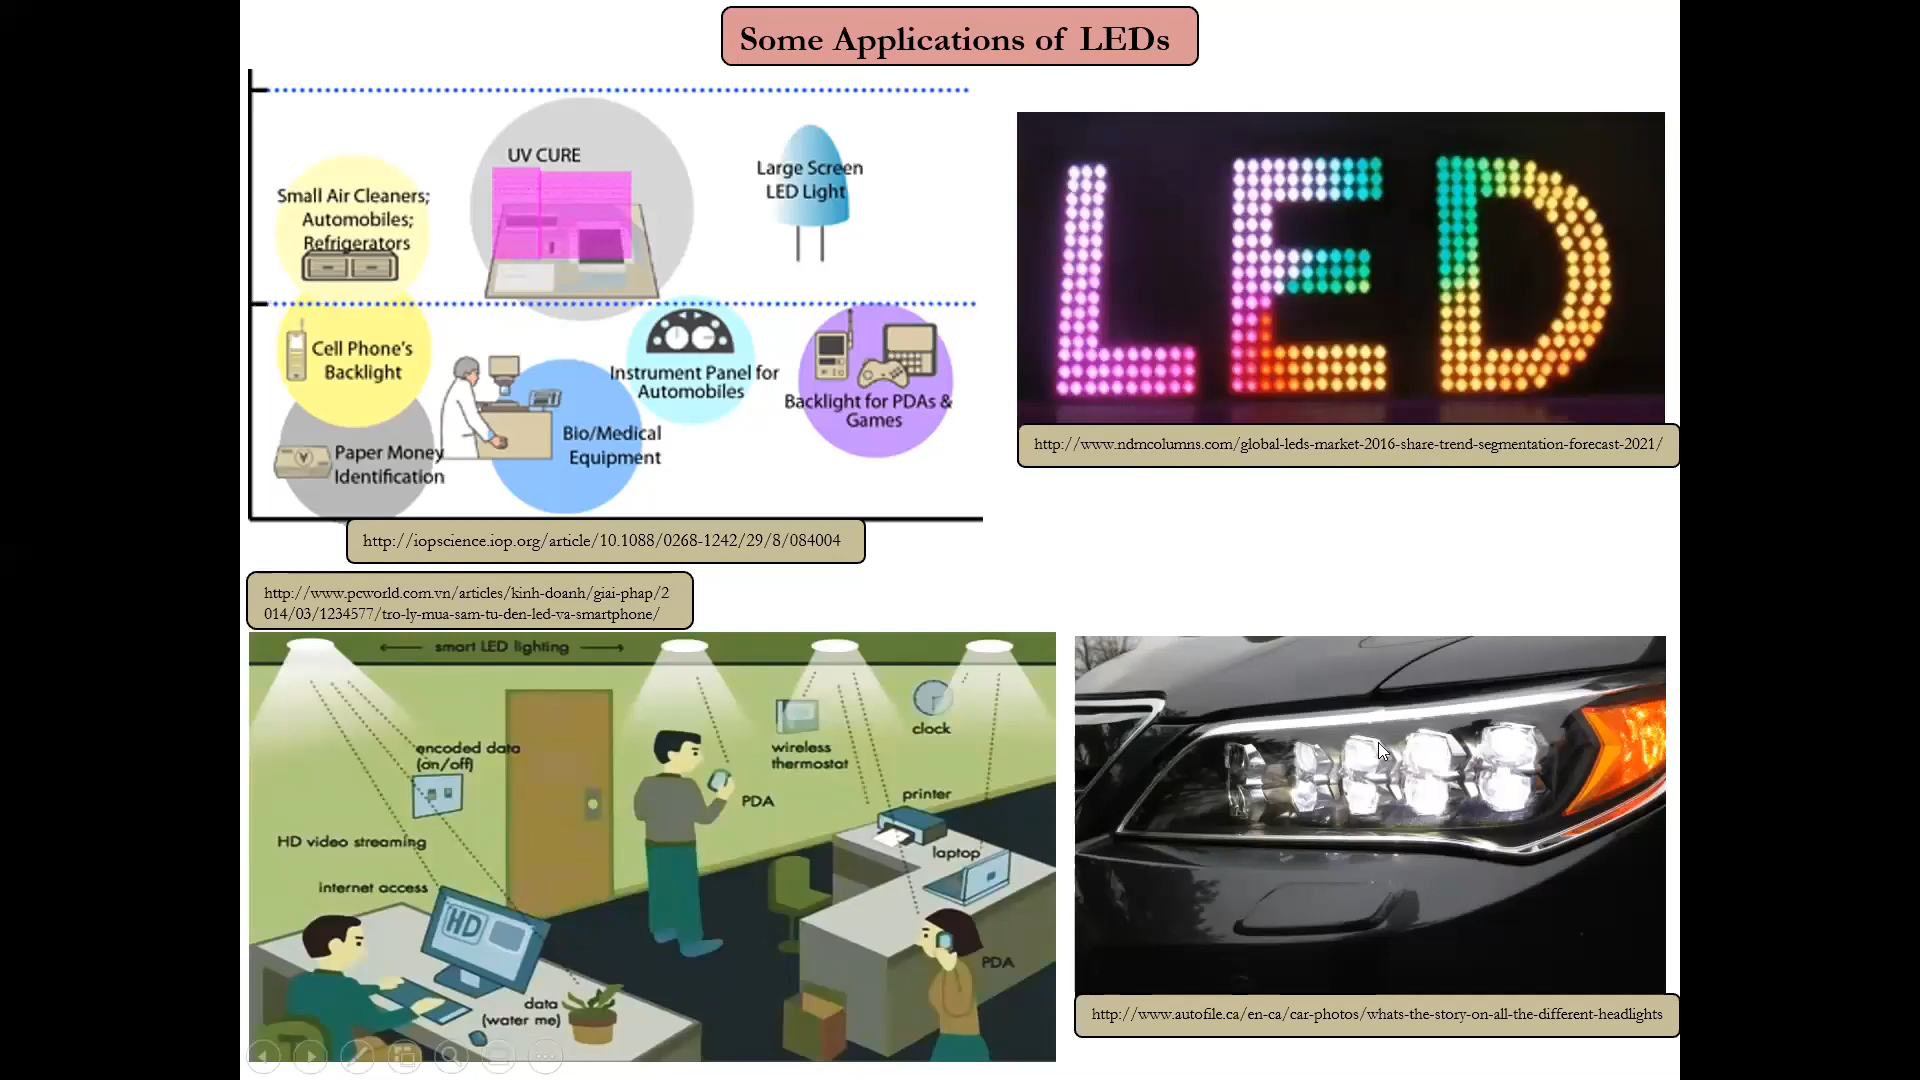 Some Applications of LEDs
UV CURE
Large Screen
LED Light
Small Air Cleaners;
Automobiles;
Refrigerators
Cell Phone's
Backlight
Instrument Panel for
Automobiles
Backlight for PDAs &
Games
Bio/Medical
Equipment
Paper Money
Identification
http://iopscience.iop.org/article/10.1088/0268-1242/29/8/084004
LED
http://www.ndmcolumns.com/global-leds-market-2016-share-trend-segmentation-forecast-2021/
http://www.pcworld.com.vn/articles/kinh-doanh/giai-phap/2
014/03/1234577/tro-ly-mua-sam-tu-den-led-va-smartphone/
smart LED lighting
encoded data
(on/off)
wireless
thermostat
clock
PDA
printer
HD video streaming
laptop
internet access
HD
PDA
data
(water me)
http://www.autofile.ca/en-ca/car-photos/whats-the-story-on-all-the-different-headlights